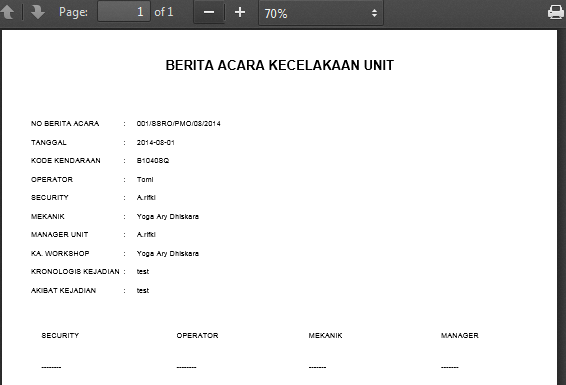 Page: 1 of 1 70%
BERITA ACARA KECELAKAAN UNIT
NO BERITA ACARA : 001/SSRO/PMO/08/2014
TANGGAL : 2014-08-01
KODE KENDARAAN : B1040SQ
OPERATOR : Tomi
SECURITY : A.rifki
MEKANIK : Yoga Ary Dhiskara
MANAGER UNIT : A.rifki
KA. WORKSHOP : Yoga Ary Dhiskara
KRONOLOGIS KEJADIAN : test
AKIBAT KEJADIAN : test
SECURITY OPERATOR MEKANIK MANAGER
-------- -------- ------- -------